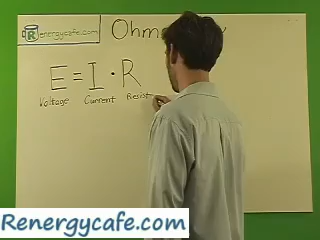 Renergycafe.com Ohm
E = I · R
Voltage Current Resist
Renergycafe.com